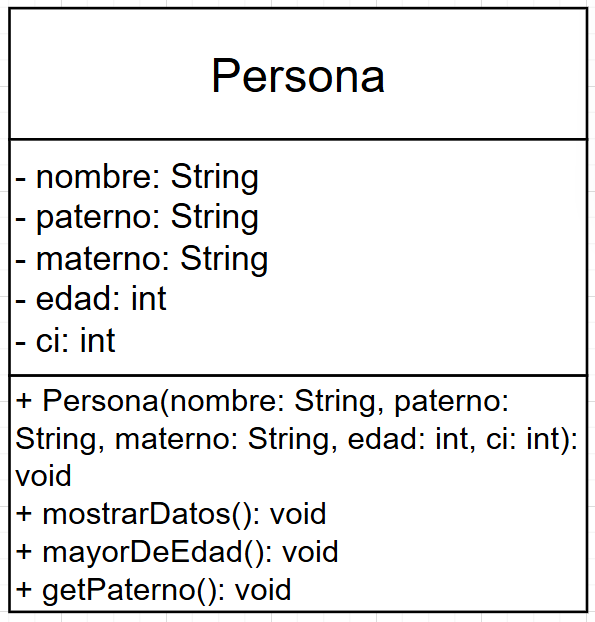 Persona
- nombre: String
- paterno: String
- materno: String
- edad: int
- ci: int
+ Persona(nombre: String, paterno:
String, materno: String, edad: int, ci: int):
void
+ mostrarDatos(): void
+ mayorDeEdad(): void
+ getPaterno(): void